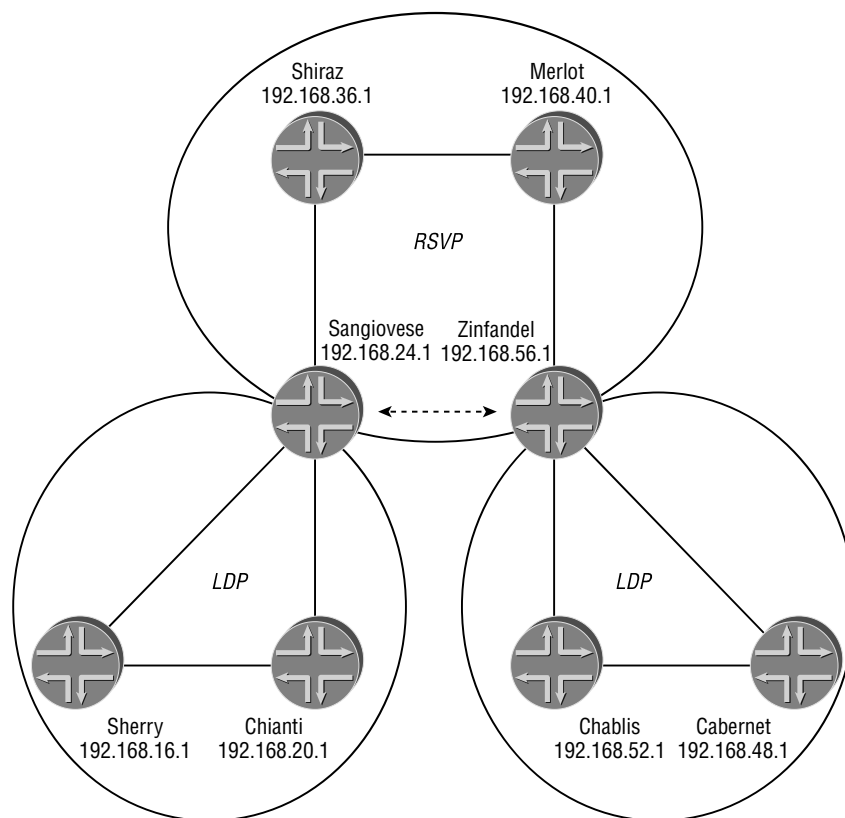 Shiraz
192.168.36.1
Merlot
192.168.40.1
RSVP
Sangiovese
192.168.24.1
Zinfandel
192.168.56.1
LDP
LDP
Sherry
192.168.16.1
Chianti
192.168.20.1
Chablis
192.168.52.1
Cabernet
192.168.48.1